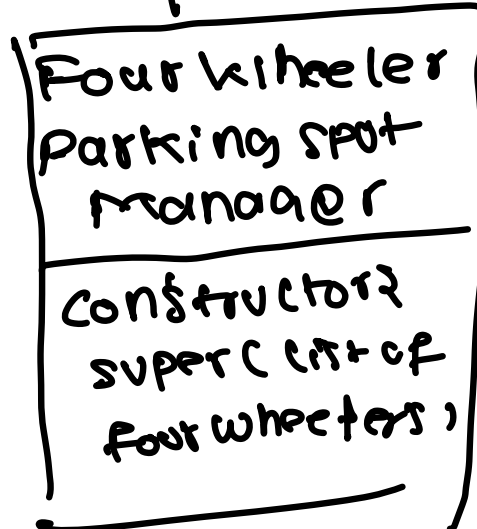 Four Wheeler
Parking spot
Manager
Constructor {
super ( list of
four wheelers )